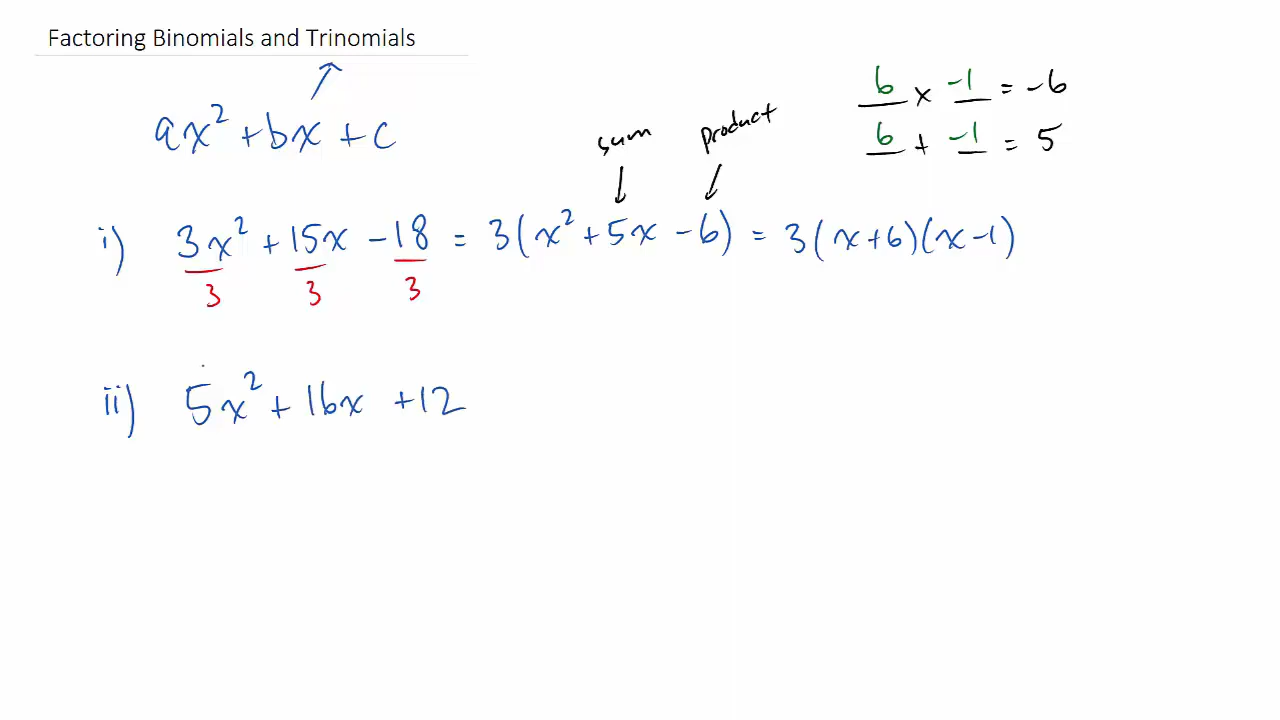 Factoring Binomials and Trinomials
ax² + bx + c
6 × -1 = -6
6 + -1 = 5
sum product
i) 3x² + 15x - 18 = 3(x² + 5x - 6) = 3(x+6)(x-1)
3 3 3
ii) 5x² + 16x + 12